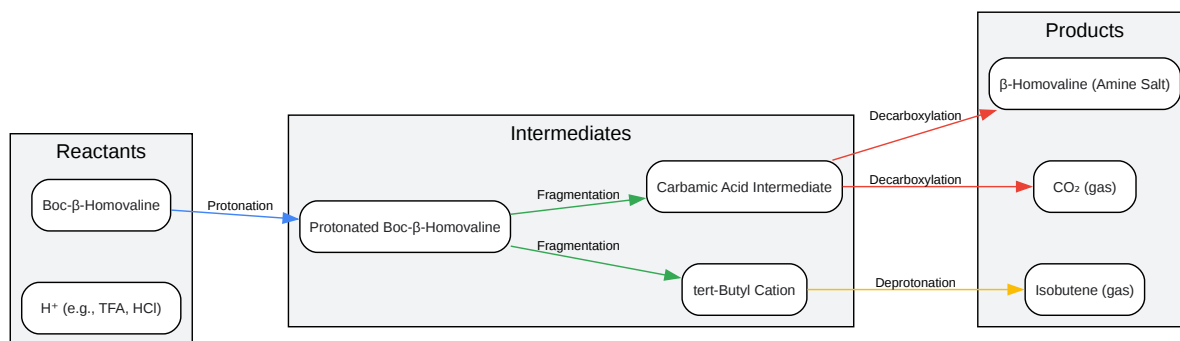 Reactants
Boc-β-Homovaline
H⁺ (e.g., TFA, HCl)
Protonation
Intermediates
Protonated Boc-β-Homovaline
Fragmentation
Fragmentation
Carbamic Acid Intermediate
tert-Butyl Cation
Decarboxylation
Decarboxylation
Deprotonation
Products
β-Homovaline (Amine Salt)
CO₂ (gas)
Isobutene (gas)